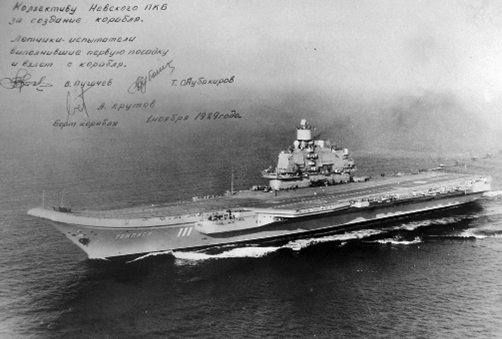 Коллективу Невского ПКБ
за создание корабля.
Летчики-испытатели
выполнившие первую посадку
и взлет с корабля.
В. Пугачев Т. О. Аубакиров
А. Крутов
борт корабля 1 ноября 1989 года
111